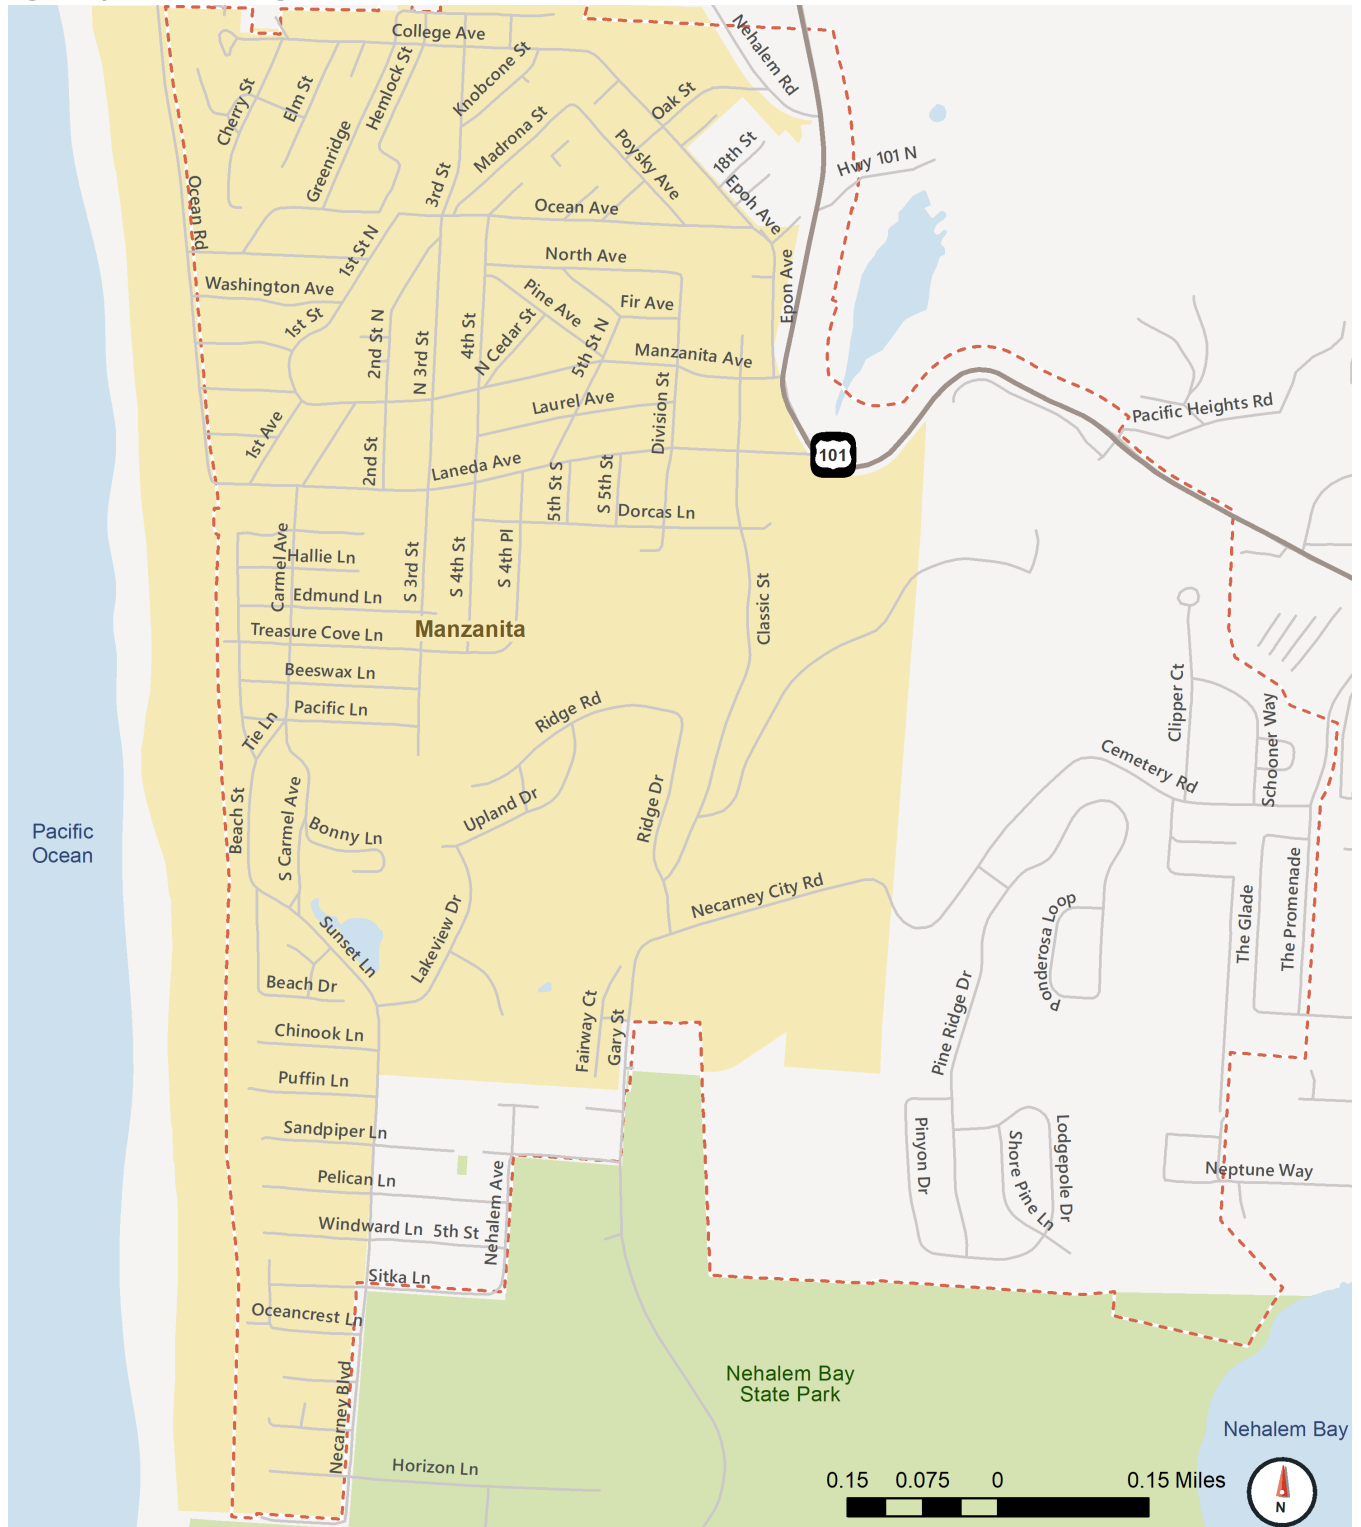 College Ave
Nehalem Rd
Cherry St
Elm St
Hemlock St
Knobcone St
Oak St
Greenridge
Madrona St
Poysky Ave
18th St
Hwy 101 N
3rd St
Epoh Ave
Ocean Rd
Ocean Ave
1st St N
North Ave
Epon Ave
Washington Ave
Pine Ave
Fir Ave
1st St
2nd St N
N 3rd St
4th St
N Cedar St
5th St N
Manzanita Ave
Laurel Ave
Division St
Pacific Heights Rd
1st Ave
2nd St
Laneda Ave
101
5th St S
S 5th St
Dorcas Ln
Carmel Ave
Hallie Ln
S 3rd St
S 4th St
S 4th Pl
Edmund Ln
Classic St
Treasure Cove Ln
Manzanita
Beeswax Ln
Clipper Ct
Pacific Ln
Tie Ln
Ridge Rd
Schooner Way
Cemetery Rd
Beach St
S Carmel Ave
Bonny Ln
Upland Dr
Ridge Dr
Pacific
Ocean
Necarney City Rd
Sunset Ln
Lakeview Dr
Ponderosa Loop
The Glade
The Promenade
Beach Dr
Chinook Ln
Fairway Ct
Gary St
Pine Ridge Dr
Puffin Ln
Sandpiper Ln
Pinyon Dr
Shore Pine Ln
Lodgepole Dr
Pelican Ln
Nehalem Ave
Neptune Way
Windward Ln
5th St
Sitka Ln
Oceancrest Ln
Necarney Blvd
Nehalem Bay
State Park
Nehalem Bay
Horizon Ln
0.15 0.075 0 0.15 Miles
N